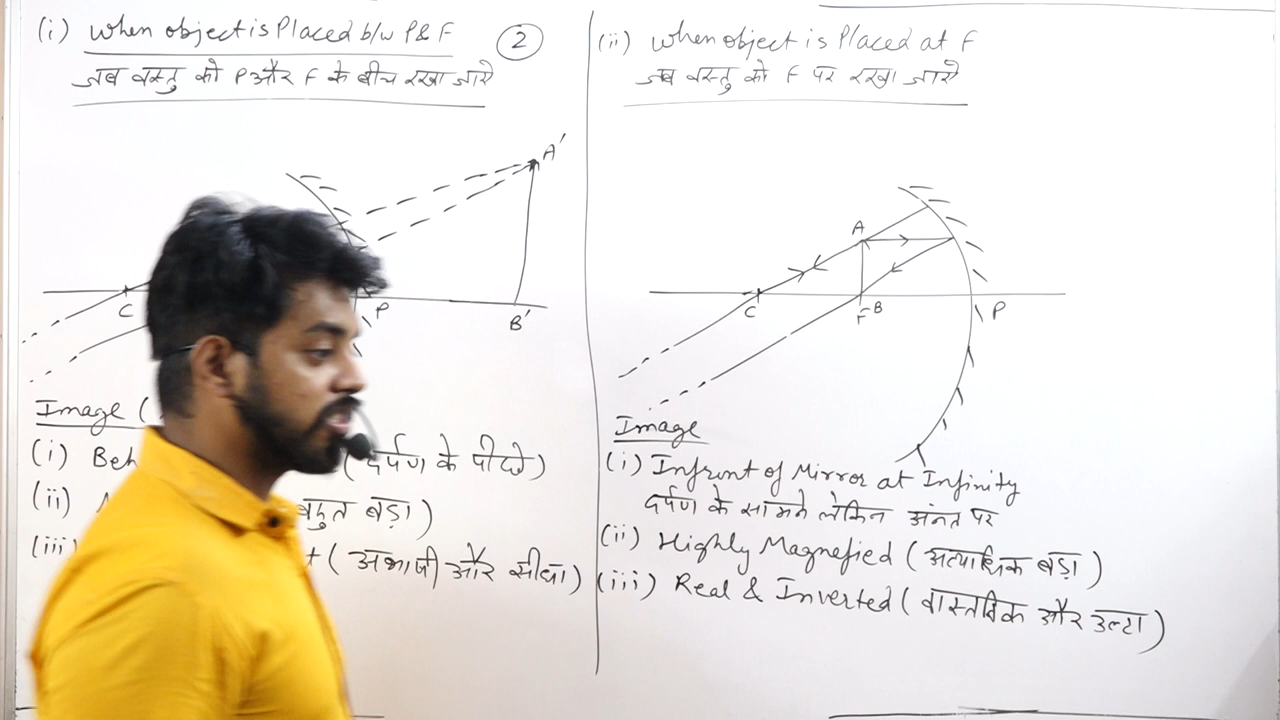 (i) When object is Placed b/w P & F
जब वस्तु को P और F के बीच रखा जाये
2
A'
C
P
B'
Image (
(i) Beh (दर्पण के पीछे)
(ii) बहुत बड़ा)
(iii) t (आभाषी और सीधा)
(ii) When object is Placed at F
जब वस्तु को F पर रखा जाये
A
C
F B
P
Image
(i) Infront of Mirror at Infinity
दर्पण के सामने लेकिन अंनत पर
(ii) Highly Magnefied (अत्याधिक बड़ा)
(iii) Real & Inverted (वास्तविक और उल्टा)